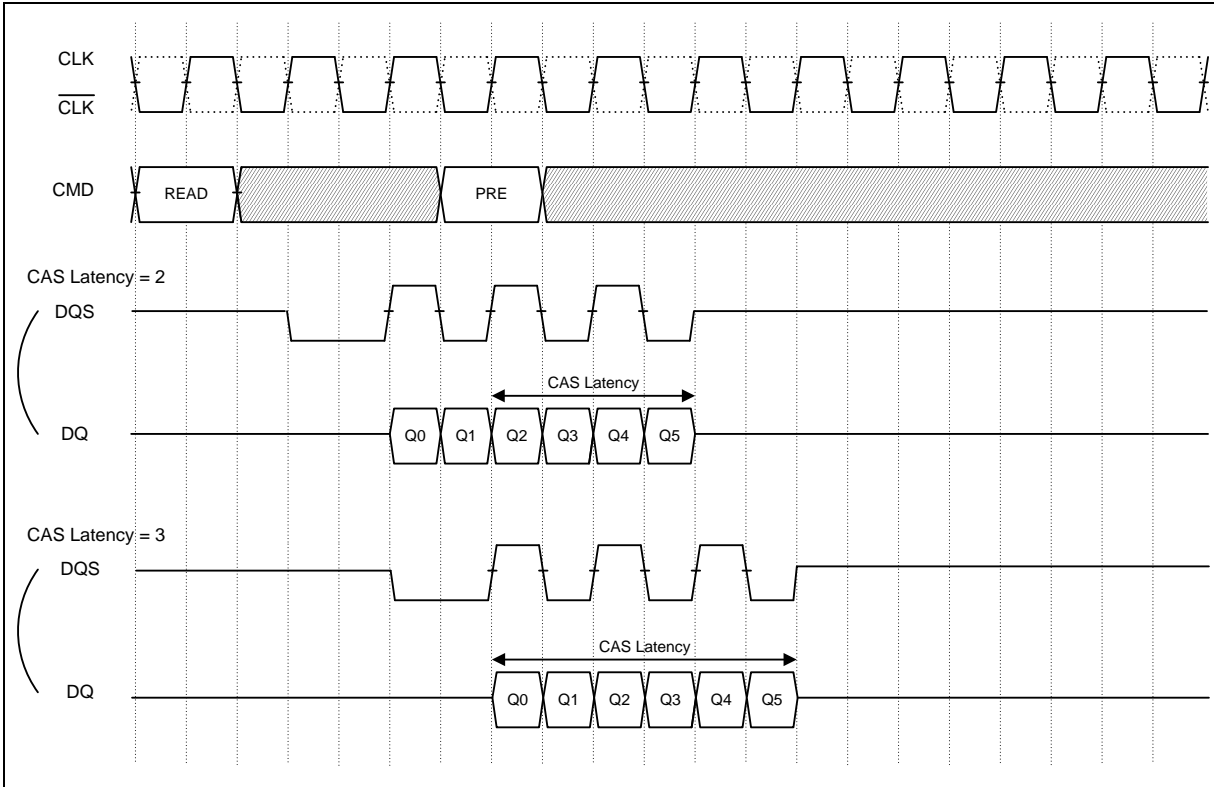 CLK
CLK
CMD
READ
PRE
CAS Latency = 2
DQS
CAS Latency
DQ
Q0 Q1 Q2 Q3 Q4 Q5
CAS Latency = 3
DQS
CAS Latency
DQ
Q0 Q1 Q2 Q3 Q4 Q5